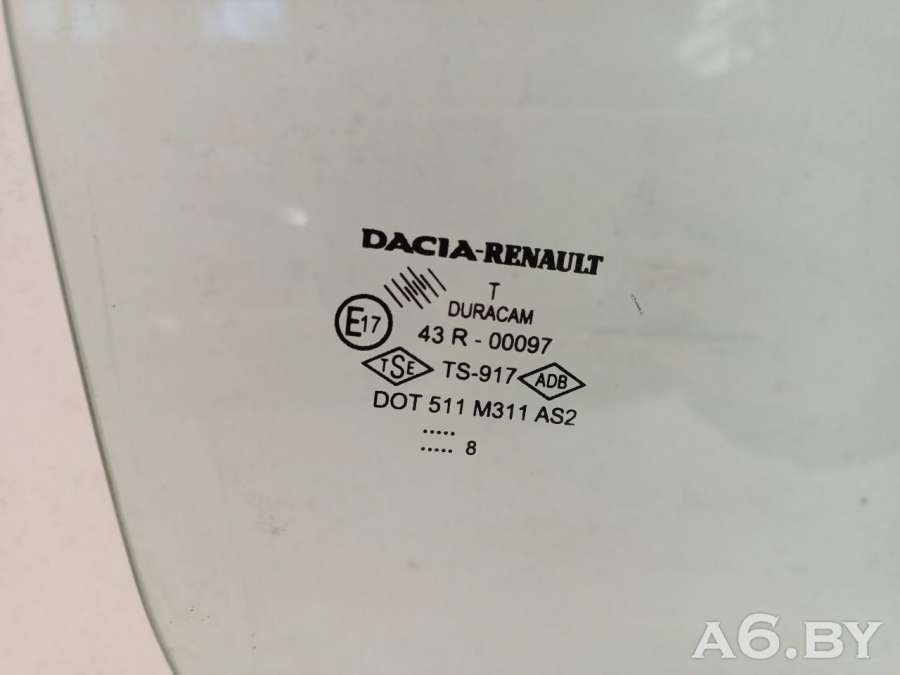 DACIA-RENAULT
T
DURACAM
E17
43 R - 00097
TSE TS-917 ADB
DOT 511 M311 AS2
.....
..... 8
A6.BY